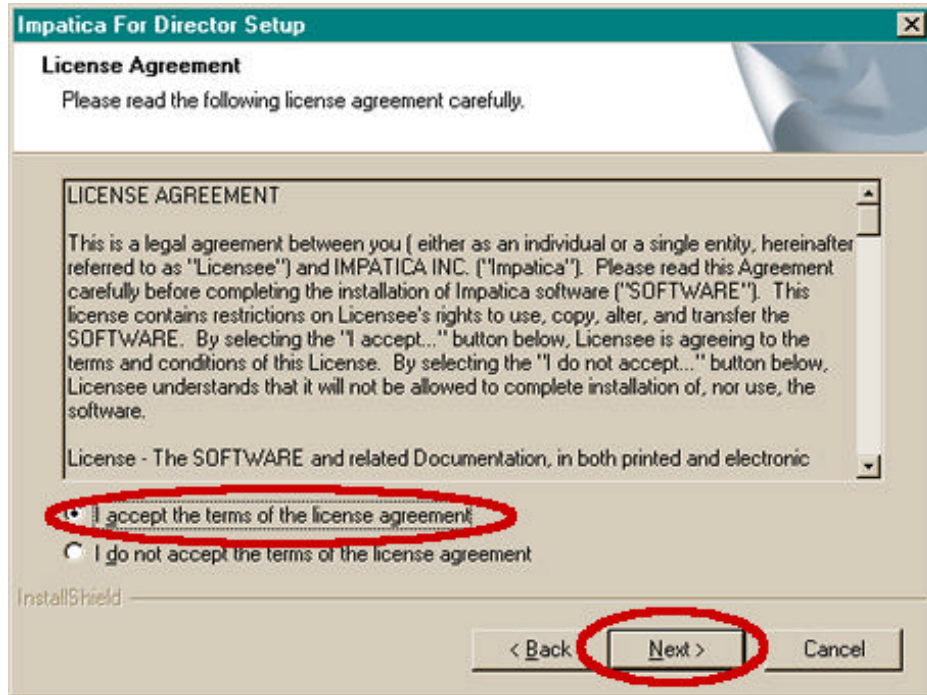 Impatica For Director Setup
License Agreement
Please read the following license agreement carefully.
LICENSE AGREEMENT
This is a legal agreement between you ( either as an individual or a single entity, hereinafter
referred to as "Licensee") and IMPATICA INC. ("Impatica").  Please read this Agreement
carefully before completing the installation of Impatica software ("SOFTWARE").  This
license contains restrictions on Licensee's rights to use, copy, alter, and transfer the
SOFTWARE.  By selecting the "I accept..." button below, Licensee is agreeing to the
terms and conditions of this License.  By selecting the "I do not accept..." button below,
Licensee understands that it will not be allowed to complete installation of, nor use, the
software.
License - The SOFTWARE and related Documentation, in both printed and electronic
I accept the terms of the license agreement
I do not accept the terms of the license agreement
InstallShield
< Back
Next >
Cancel